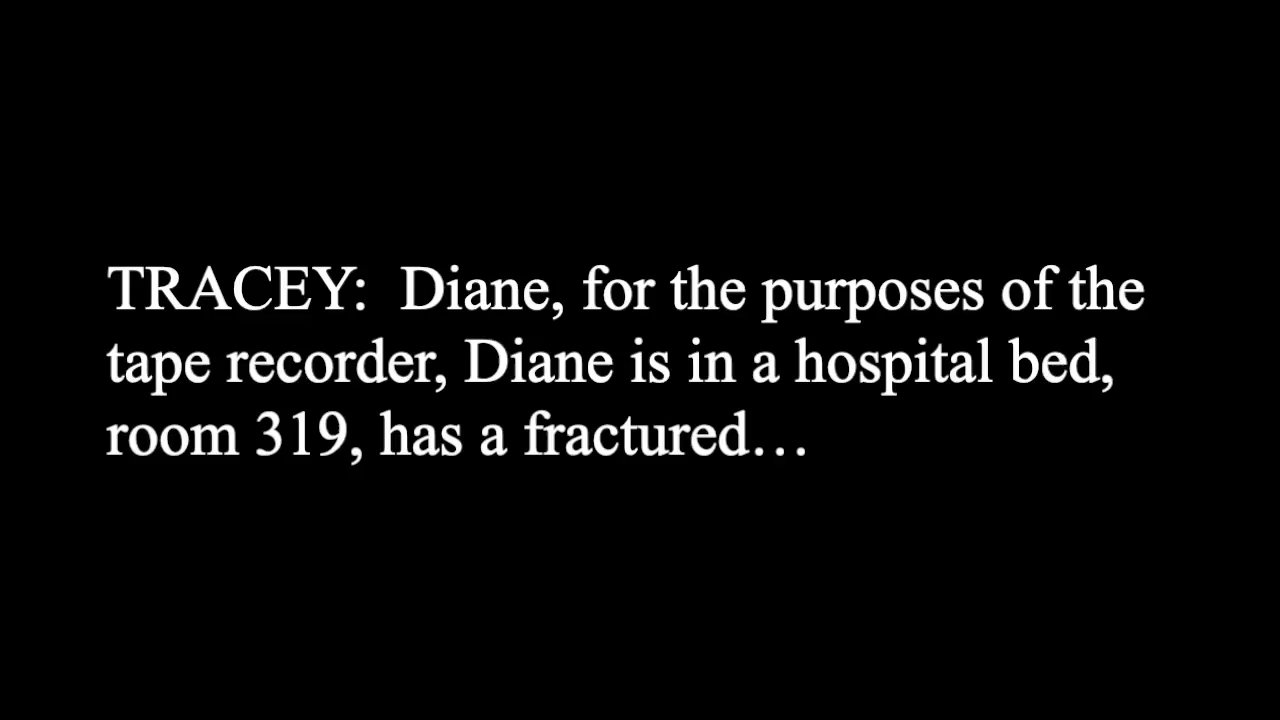 TRACEY:  Diane, for the purposes of the
tape recorder, Diane is in a hospital bed,
room 319, has a fractured…